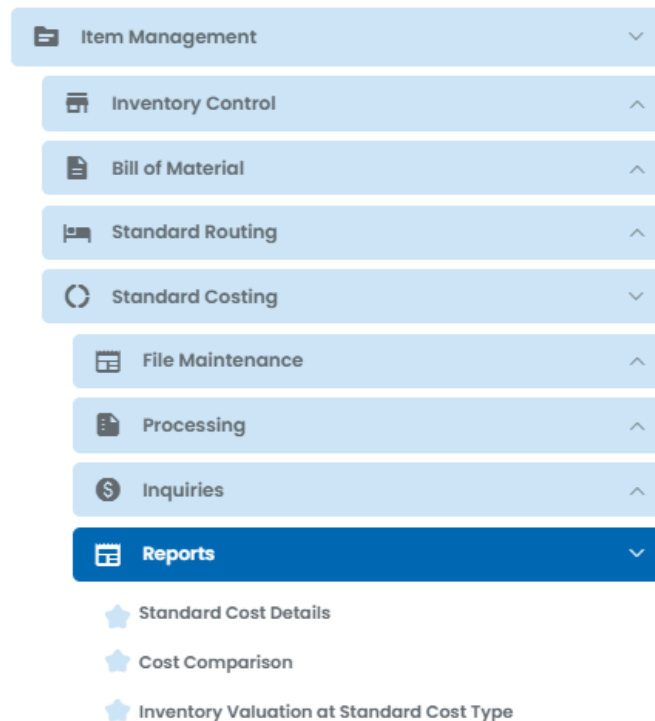 Item Management
Inventory Control
Bill of Material
Standard Routing
Standard Costing
File Maintenance
Processing
Inquiries
Reports
Standard Cost Details
Cost Comparison
Inventory Valuation at Standard Cost Type